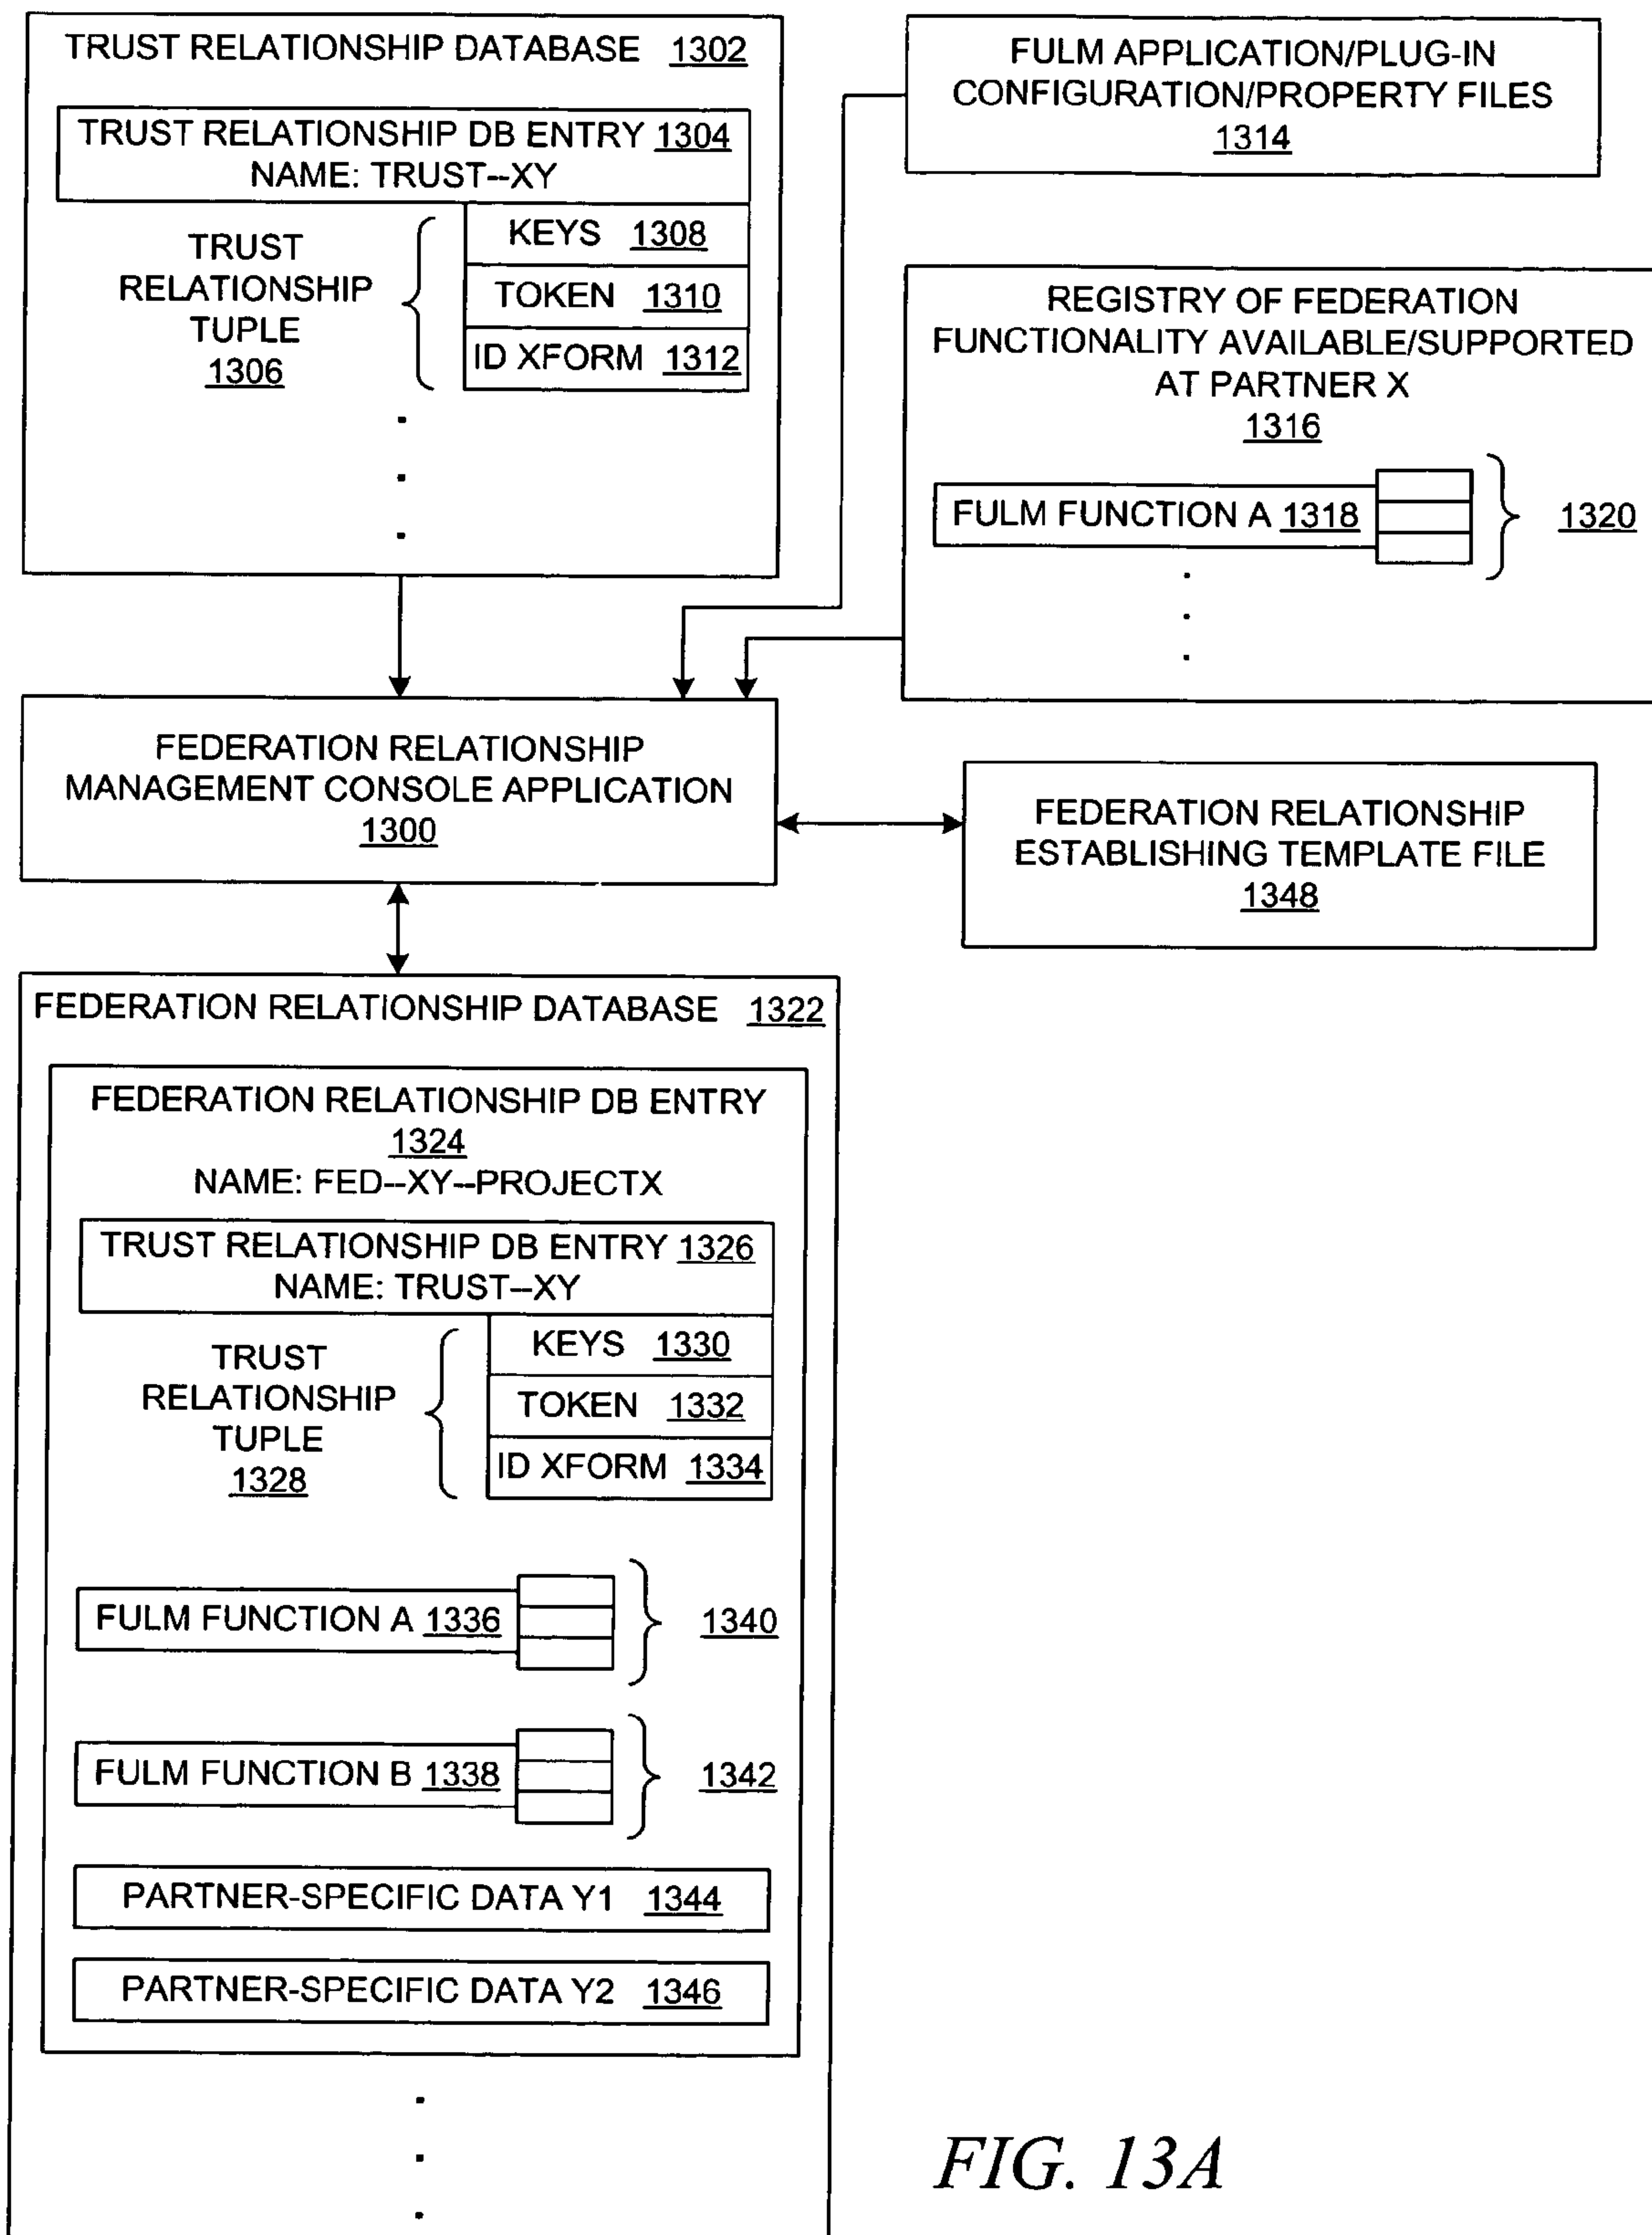 TRUST RELATIONSHIP DATABASE 1302
TRUST RELATIONSHIP DB ENTRY 1304
NAME: TRUST--XY
TRUST
RELATIONSHIP
TUPLE
1306
KEYS 1308
TOKEN 1310
ID XFORM 1312
FULM APPLICATION/PLUG-IN
CONFIGURATION/PROPERTY FILES
1314
REGISTRY OF FEDERATION
FUNCTIONALITY AVAILABLE/SUPPORTED
AT PARTNER X
1316
FULM FUNCTION A 1318
1320
FEDERATION RELATIONSHIP
MANAGEMENT CONSOLE APPLICATION
1300
FEDERATION RELATIONSHIP
ESTABLISHING TEMPLATE FILE
1348
FEDERATION RELATIONSHIP DATABASE 1322
FEDERATION RELATIONSHIP DB ENTRY
1324
NAME: FED--XY--PROJECTX
TRUST RELATIONSHIP DB ENTRY 1326
NAME: TRUST--XY
TRUST
RELATIONSHIP
TUPLE
1328
KEYS 1330
TOKEN 1332
ID XFORM 1334
FULM FUNCTION A 1336
1340
FULM FUNCTION B 1338
1342
PARTNER-SPECIFIC DATA Y1 1344
PARTNER-SPECIFIC DATA Y2 1346
FIG. 13A